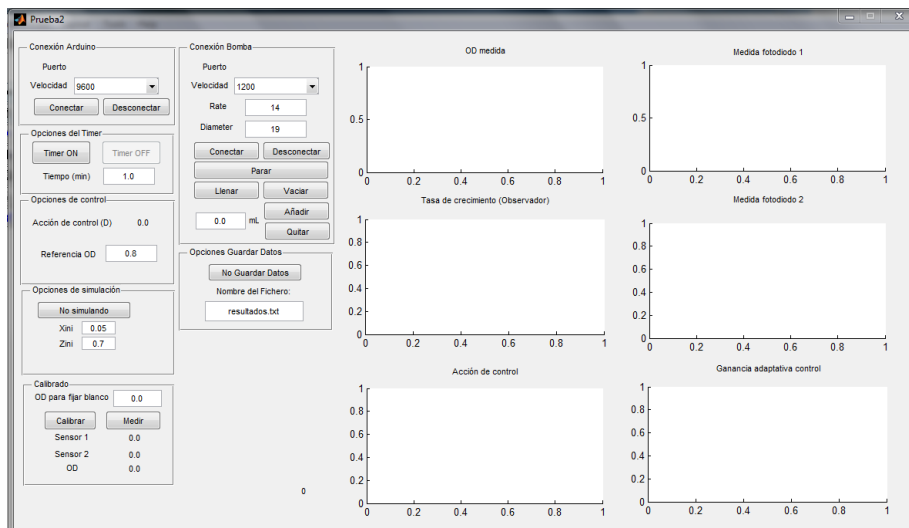 Prueba2
Conexión Arduino
Puerto
Velocidad 9600
Conectar Desconectar
Opciones del Timer
Timer ON Timer OFF
Tiempo (min) 1.0
Opciones de control
Acción de control (D) 0.0
Referencia OD 0.8
Opciones de simulación
No simulando
Xini 0.05
Zini 0.7
Calibrado
OD para fijar blanco 0.0
Calibrar Medir
Sensor 1 0.0
Sensor 2 0.0
OD 0.0
Conexión Bomba
Puerto
Velocidad 1200
Rate 14
Diameter 19
Conectar Desconectar
Parar
Llenar Vaciar
0.0 mL Añadir
Quitar
Opciones Guardar Datos
No Guardar Datos
Nombre del Fichero:
resultados.txt
0
OD medida
1
0.5
0
0 0.2 0.4 0.6 0.8 1
Tasa de crecimiento (Observador)
1
0.8
0.6
0.4
0.2
0
0 0.2 0.4 0.6 0.8 1
Acción de control
1
0.8
0.6
0.4
0.2
0
0 0.2 0.4 0.6 0.8 1
Medida fotodiodo 1
1
0.5
0
0 0.2 0.4 0.6 0.8 1
Medida fotodiodo 2
1
0.8
0.6
0.4
0.2
0
0 0.2 0.4 0.6 0.8 1
Ganancia adaptativa control
1
0.8
0.6
0.4
0.2
0
0 0.2 0.4 0.6 0.8 1